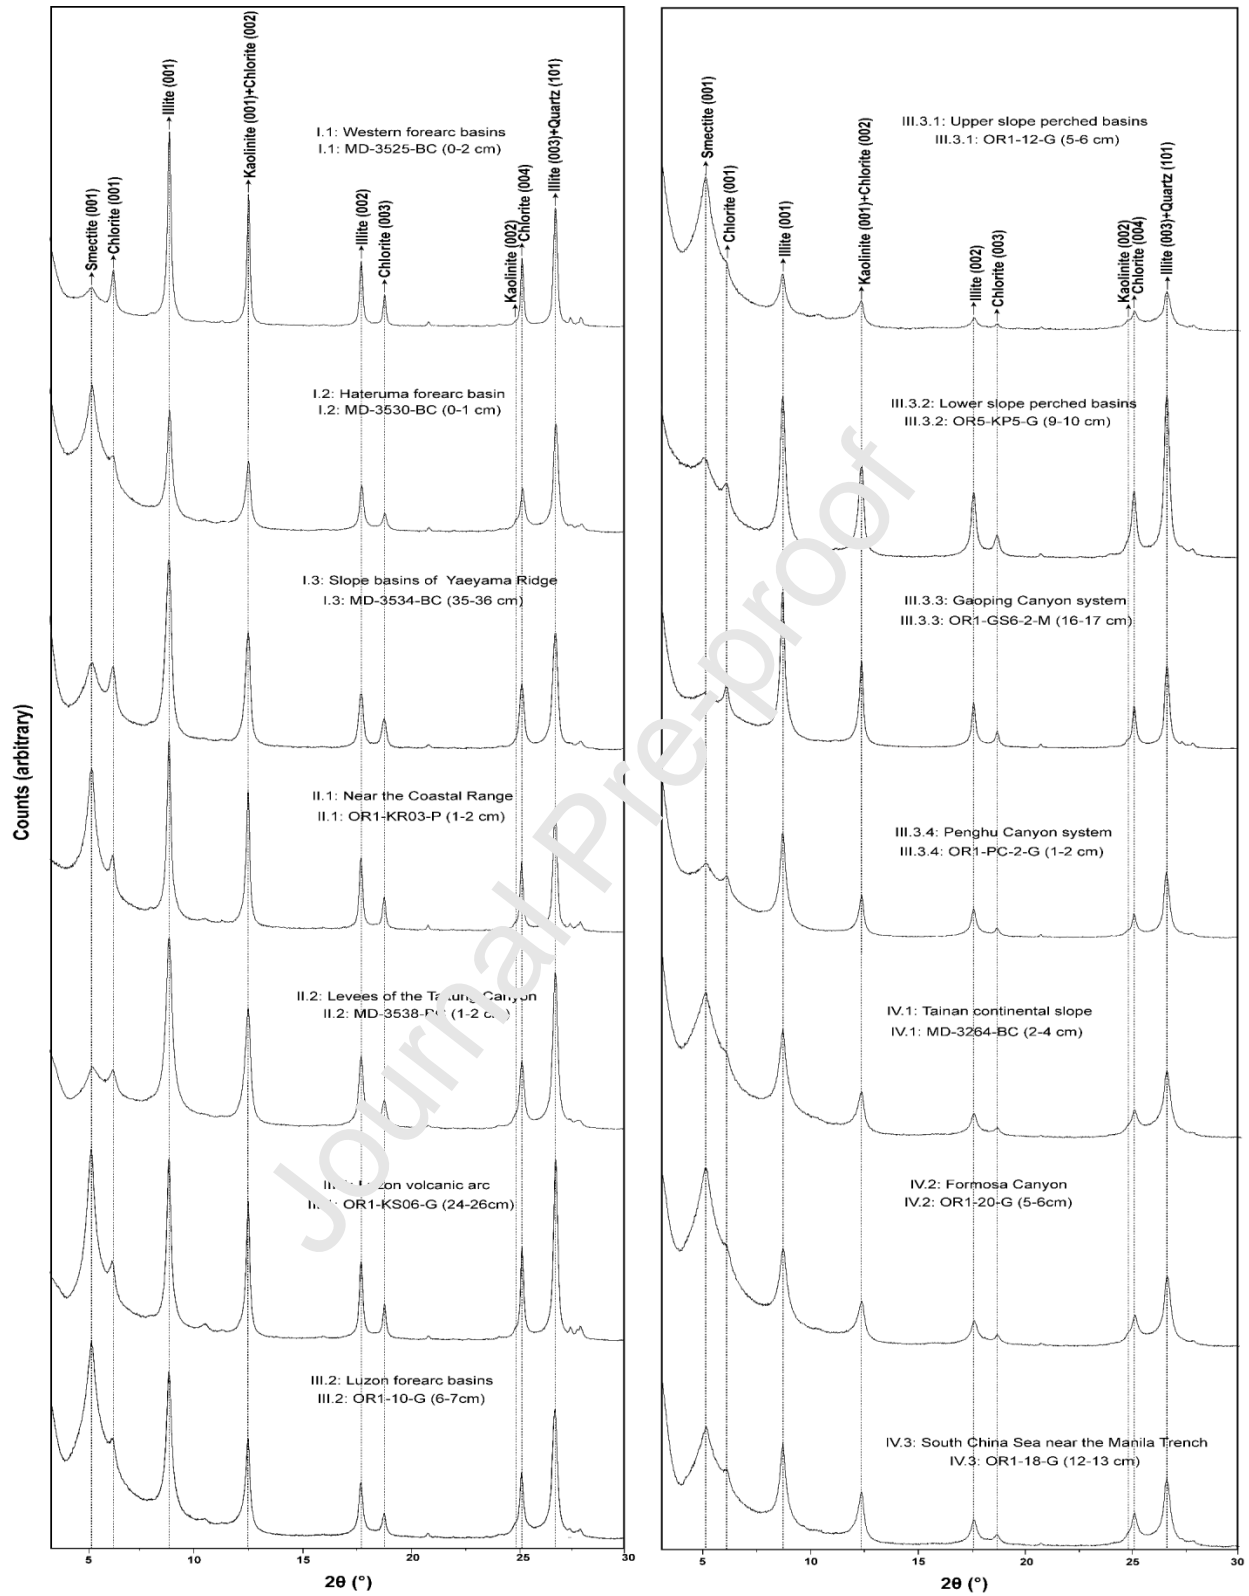 Counts (arbitrary)
Smectite (001)
Chlorite (001)
Illite (001)
Kaolinite (001)+Chlorite (002)
Illite (002)
Chlorite (003)
Kaolinite (002)
Chlorite (004)
Illite (003)+Quartz (101)
I.1: Western forearc basins
I.1: MD-3525-BC (0-2 cm)
I.2: Hateruma forearc basin
I.2: MD-3530-BC (0-1 cm)
I.3: Slope basins of Yaeyama Ridge
I.3: MD-3534-BC (35-36 cm)
II.1: Near the Coastal Range
II.1: OR1-KR03-P (1-2 cm)
II.2: Levees of the Taitung Canyon
II.2: MD-3538-BC (1-2 cm)
Luzon volcanic arc
OR1-KS06-G (24-26cm)
III.2: Luzon forearc basins
III.2: OR1-10-G (6-7cm)
5 10 15 20 25 30
2θ (°)
Smectite (001)
Chlorite (001)
Illite (001)
Kaolinite (001)+Chlorite (002)
Illite (002)
Chlorite (003)
Kaolinite (002)
Chlorite (004)
Illite (003)+Quartz (101)
III.3.1: Upper slope perched basins
III.3.1: OR1-12-G (5-6 cm)
III.3.2: Lower slope perched basins
III.3.2: OR5-KP5-G (9-10 cm)
III.3.3: Gaoping Canyon system
III.3.3: OR1-GS6-2-M (16-17 cm)
III.3.4: Penghu Canyon system
III.3.4: OR1-PC-2-G (1-2 cm)
IV.1: Tainan continental slope
IV.1: MD-3264-BC (2-4 cm)
IV.2: Formosa Canyon
IV.2: OR1-20-G (5-6cm)
IV.3: South China Sea near the Manila Trench
IV.3: OR1-18-G (12-13 cm)
5 10 15 20 25 30
2θ (°)
Journal Pre-proof